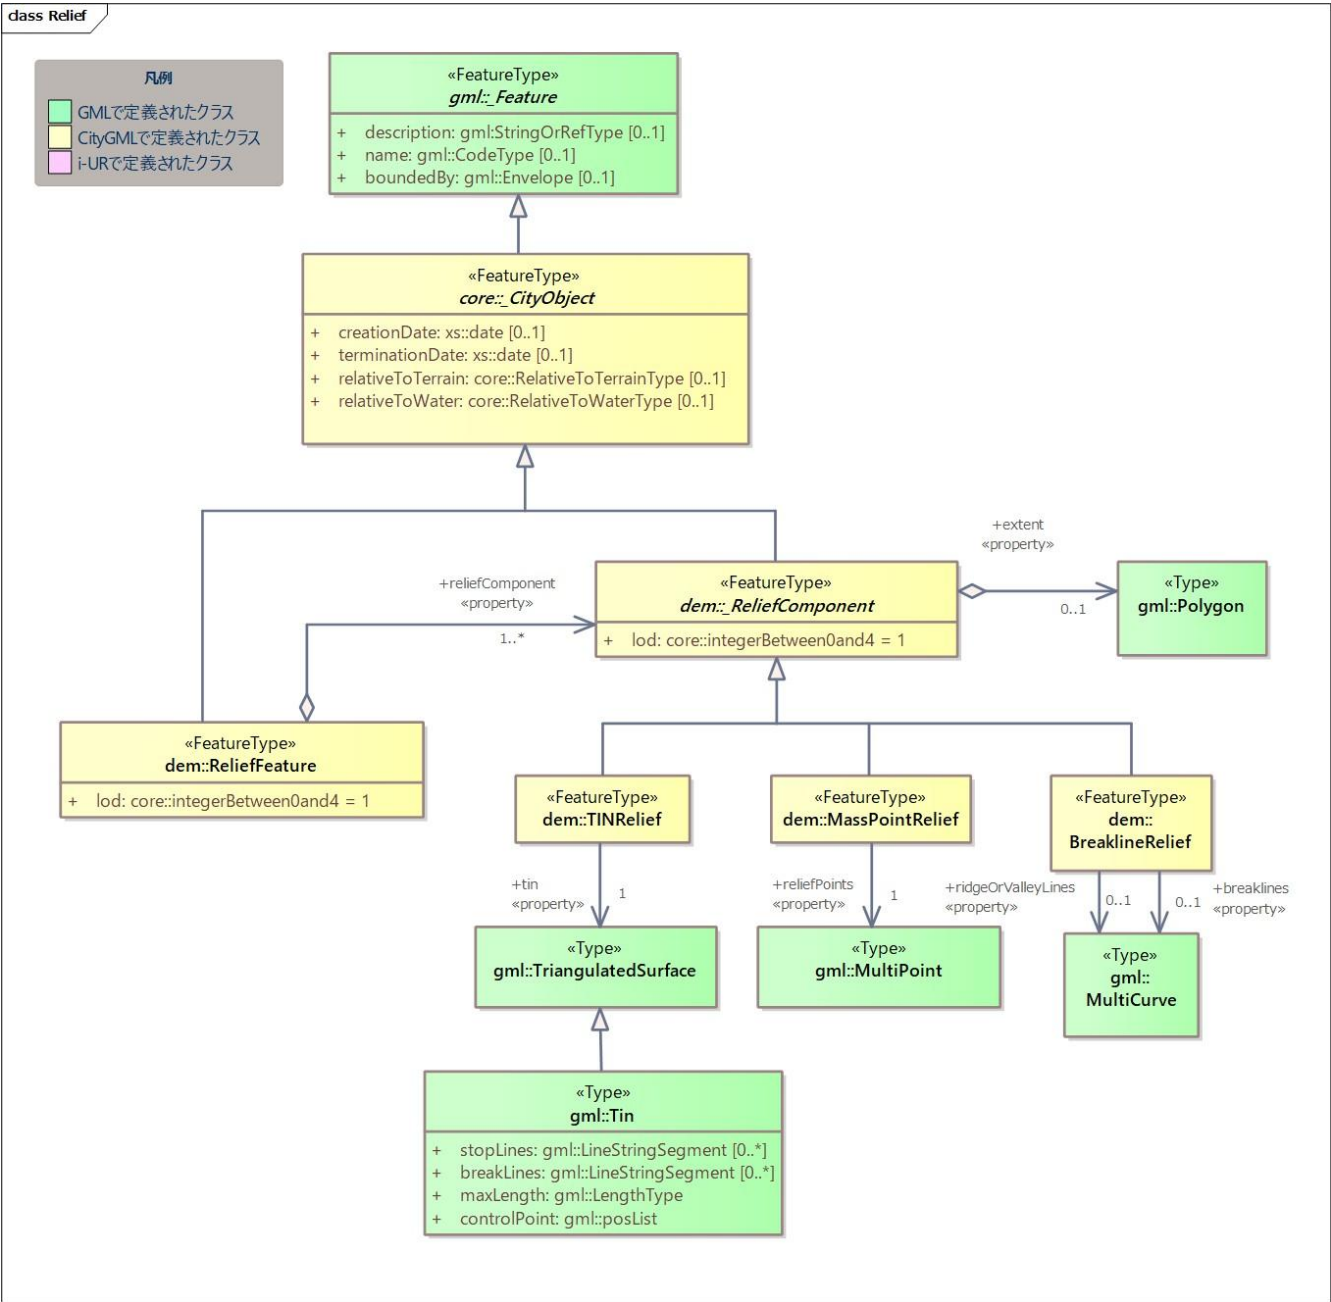 class Relief
凡例
GMLで定義されたクラス
CityGMLで定義されたクラス
i-URで定義されたクラス
«FeatureType»
gml::_Feature
+ description: gml:StringOrRefType [0..1]
+ name: gml::CodeType [0..1]
+ boundedBy: gml::Envelope [0..1]
«FeatureType»
core::_CityObject
+ creationDate: xs::date [0..1]
+ terminationDate: xs::date [0..1]
+ relativeToTerrain: core::RelativeToTerrainType [0..1]
+ relativeToWater: core::RelativeToWaterType [0..1]
+extent
«property»
0..1
«Type»
gml::Polygon
+reliefComponent
«property»
1..*
«FeatureType»
dem::_ReliefComponent
+ lod: core::integerBetween0and4 = 1
«FeatureType»
dem::ReliefFeature
+ lod: core::integerBetween0and4 = 1
«FeatureType»
dem::TINRelief
«FeatureType»
dem::MassPointRelief
«FeatureType»
dem::
BreaklineRelief
+tin
«property»
1
+reliefPoints
«property»
1
+ridgeOrValleyLines
«property»
0..1
0..1
+breaklines
«property»
«Type»
gml::TriangulatedSurface
«Type»
gml::MultiPoint
«Type»
gml::
MultiCurve
«Type»
gml::Tin
+ stopLines: gml::LineStringSegment [0..*]
+ breakLines: gml::LineStringSegment [0..*]
+ maxLength: gml::LengthType
+ controlPoint: gml::posList